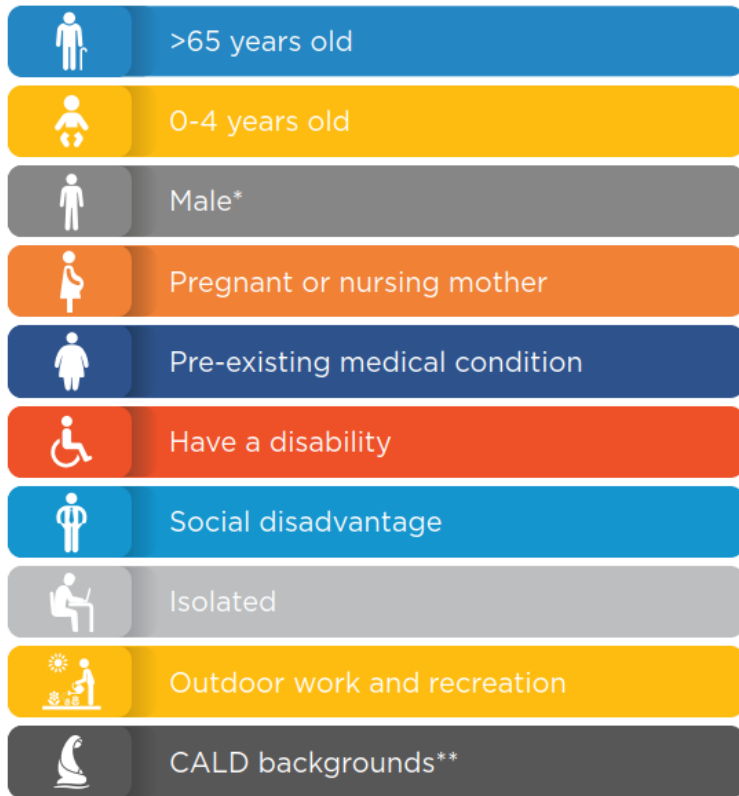 >65 years old
0-4 years old
Male*
Pregnant or nursing mother
Pre-existing medical condition
Have a disability
Social disadvantage
Isolated
Outdoor work and recreation
CALD backgrounds**